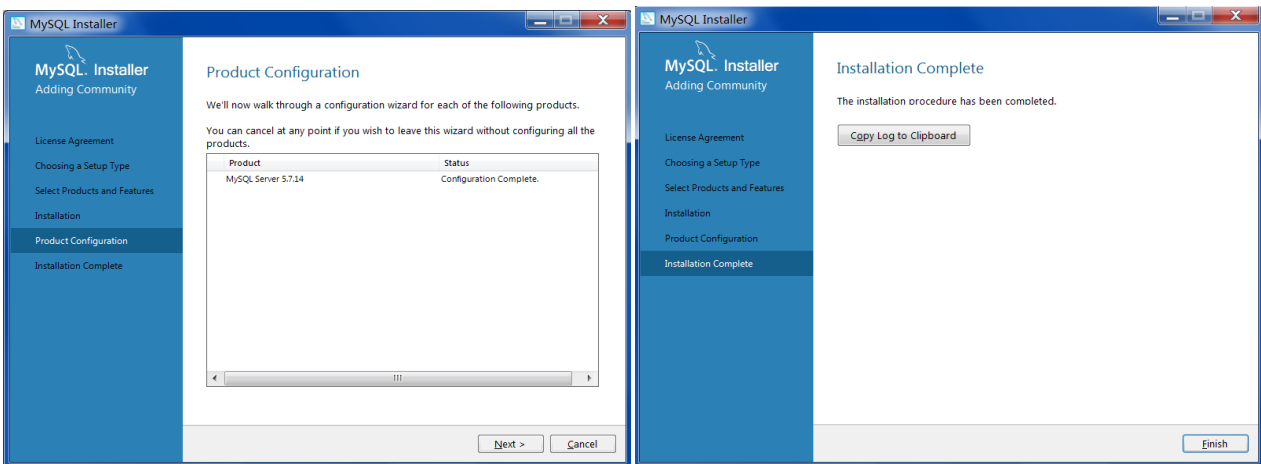 MySQL Installer
MySQL. Installer
Adding Community
License Agreement
Choosing a Setup Type
Select Products and Features
Installation
Product Configuration
Installation Complete
Product Configuration
We'll now walk through a configuration wizard for each of the following products.
You can cancel at any point if you wish to leave this wizard without configuring all the
products.
Product Status
MySQL Server 5.7.14 Configuration Complete.
Next > Cancel
MySQL Installer
MySQL. Installer
Adding Community
License Agreement
Choosing a Setup Type
Select Products and Features
Installation
Product Configuration
Installation Complete
Installation Complete
The installation procedure has been completed.
Copy Log to Clipboard
Finish